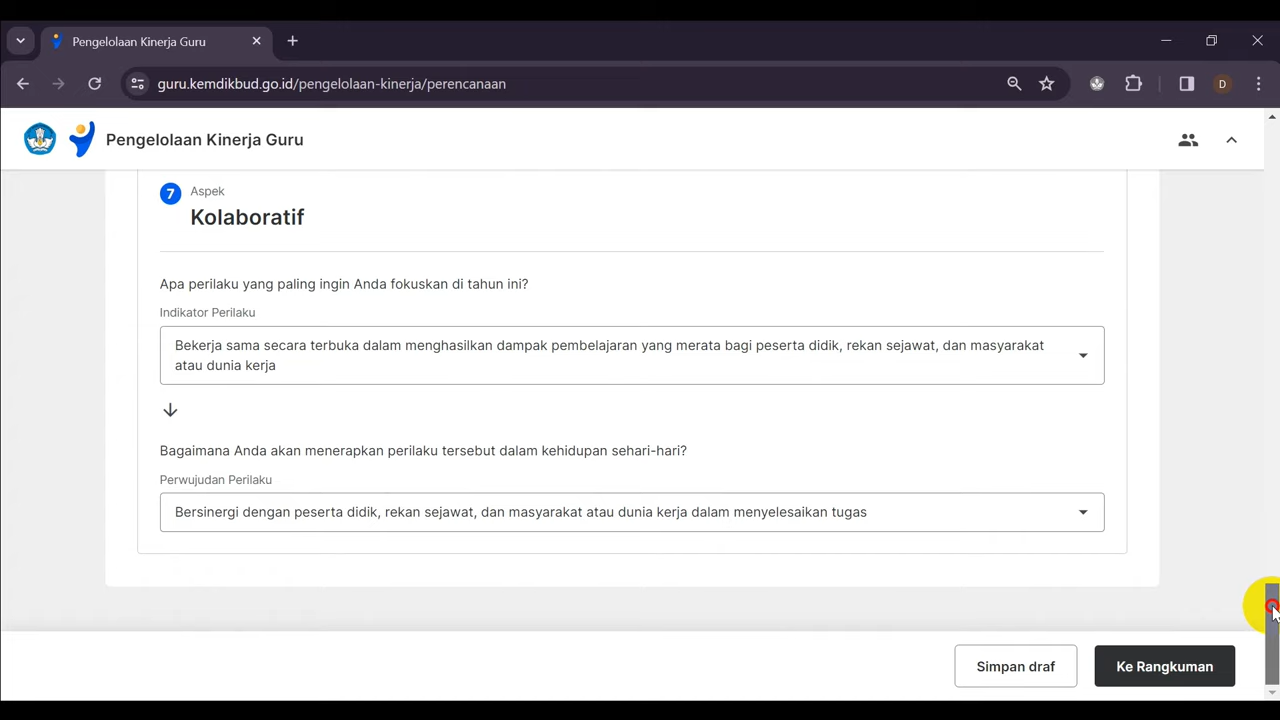 Pengelolaan Kinerja Guru
guru.kemdikbud.go.id/pengelolaan-kinerja/perencanaan
D
Pengelolaan Kinerja Guru
7
Aspek
Kolaboratif
Apa perilaku yang paling ingin Anda fokuskan di tahun ini?
Indikator Perilaku
Bekerja sama secara terbuka dalam menghasilkan dampak pembelajaran yang merata bagi peserta didik, rekan sejawat, dan masyarakat
atau dunia kerja
Bagaimana Anda akan menerapkan perilaku tersebut dalam kehidupan sehari-hari?
Perwujudan Perilaku
Bersinergi dengan peserta didik, rekan sejawat, dan masyarakat atau dunia kerja dalam menyelesaikan tugas
Simpan draf
Ke Rangkuman